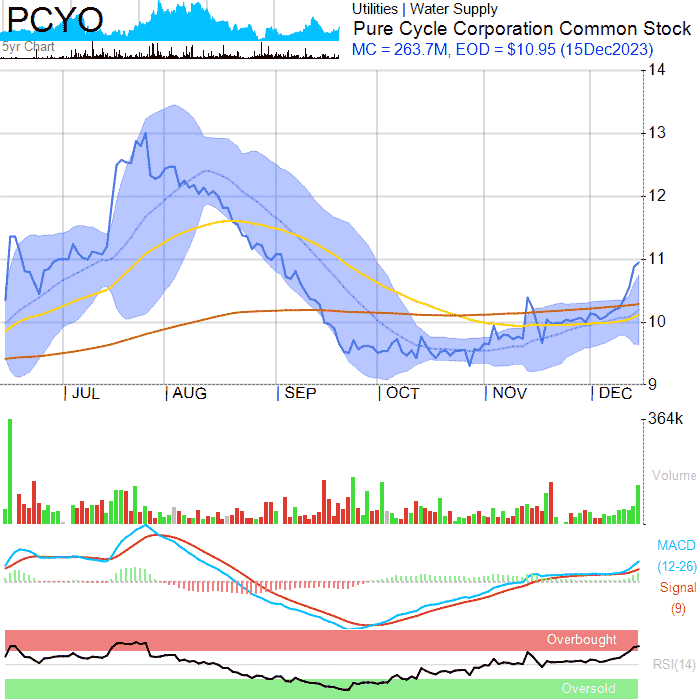 PCYO
5yr Chart
Utilities | Water Supply
Pure Cycle Corporation Common Stock
MC = 263.7M, EOD = $10.95 (15Dec2023)
14
13
12
11
10
9
| JUL | AUG | SEP | OCT | NOV | DEC
364k
Volume
MACD
(12-26)
Signal
(9)
Overbought
RSI(14)
Oversold